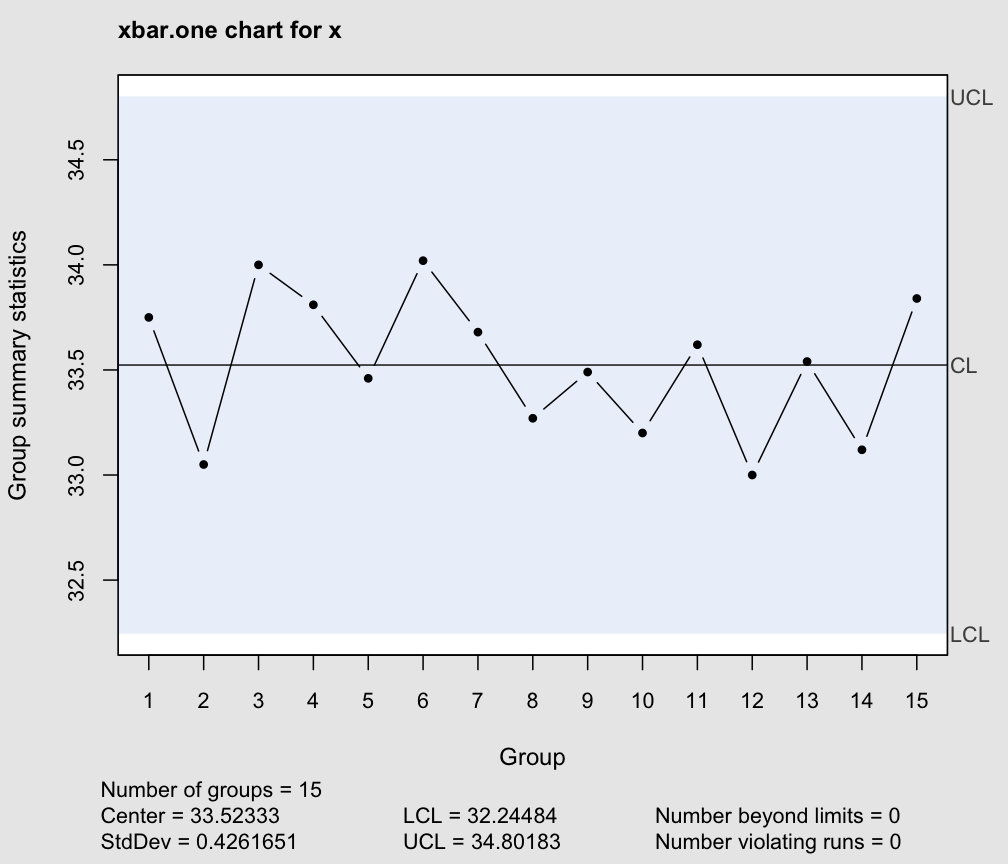 xbar.one chart for x
UCL
34.5
34.0
33.5
CL
33.0
32.5
LCL
Group summary statistics
1 2 3 4 5 6 7 8 9 10 11 12 13 14 15
Group
Number of groups = 15
Center = 33.52333 LCL = 32.24484 Number beyond limits = 0
StdDev = 0.4261651 UCL = 34.80183 Number violating runs = 0